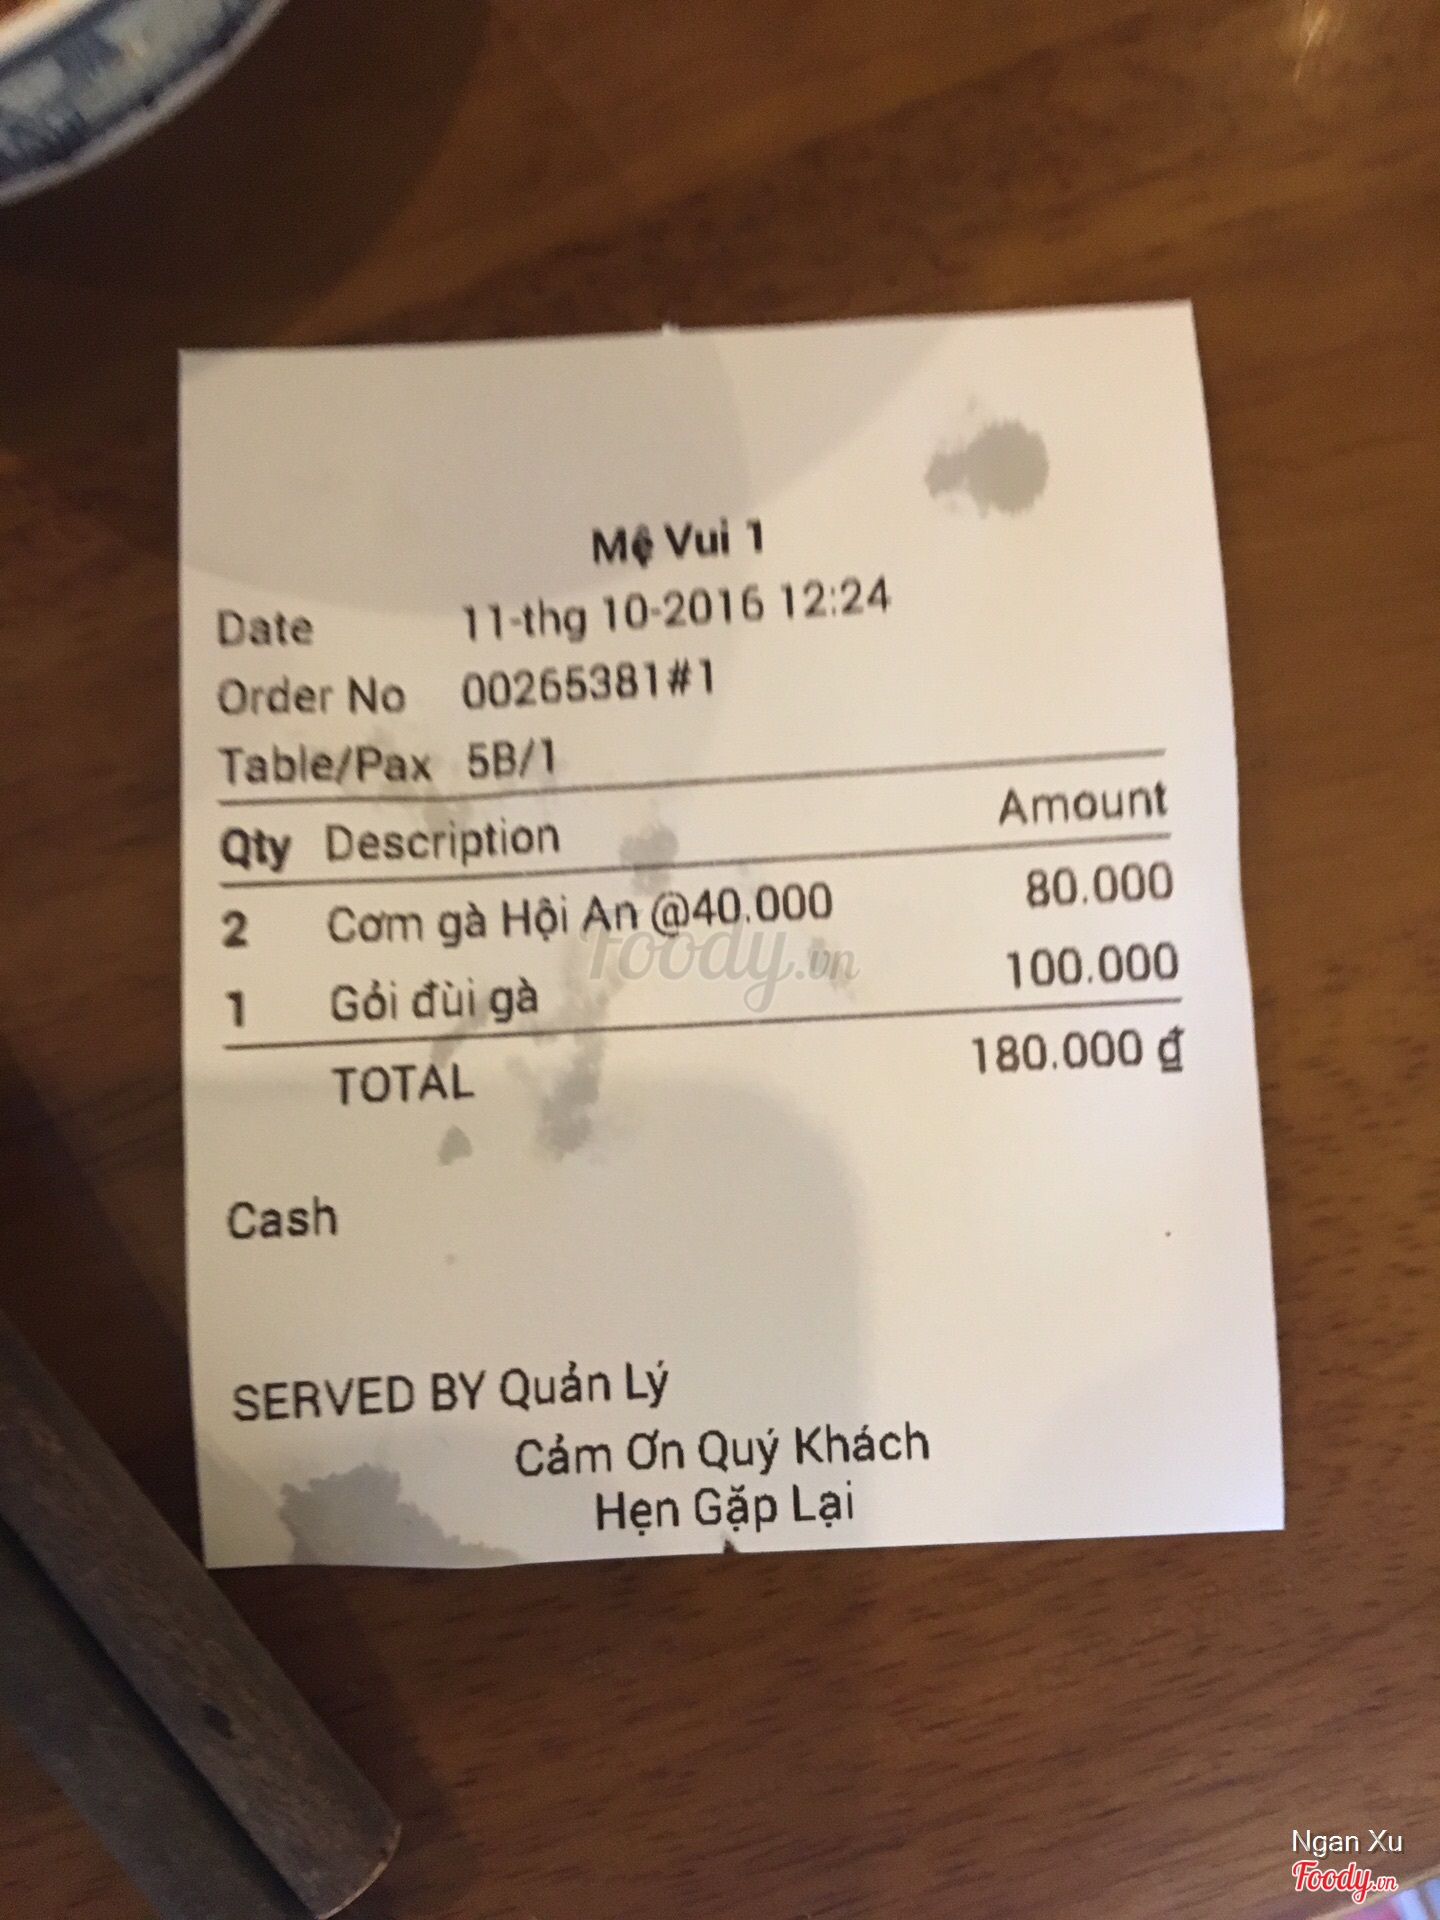 Mệ Vui 1
Date 11-thg 10-2016 12:24
Order No 00265381#1
Table/Pax 5B/1
Qty Description Amount
2 Cơm gà Hội An @40.000 80.000
1 Gỏi đùi gà 100.000
TOTAL 180.000 ₫
Foody.vn
Cash
SERVED BY Quản Lý
Cảm Ơn Quý Khách
Hẹn Gặp Lại
Ngan Xu
Foody.vn